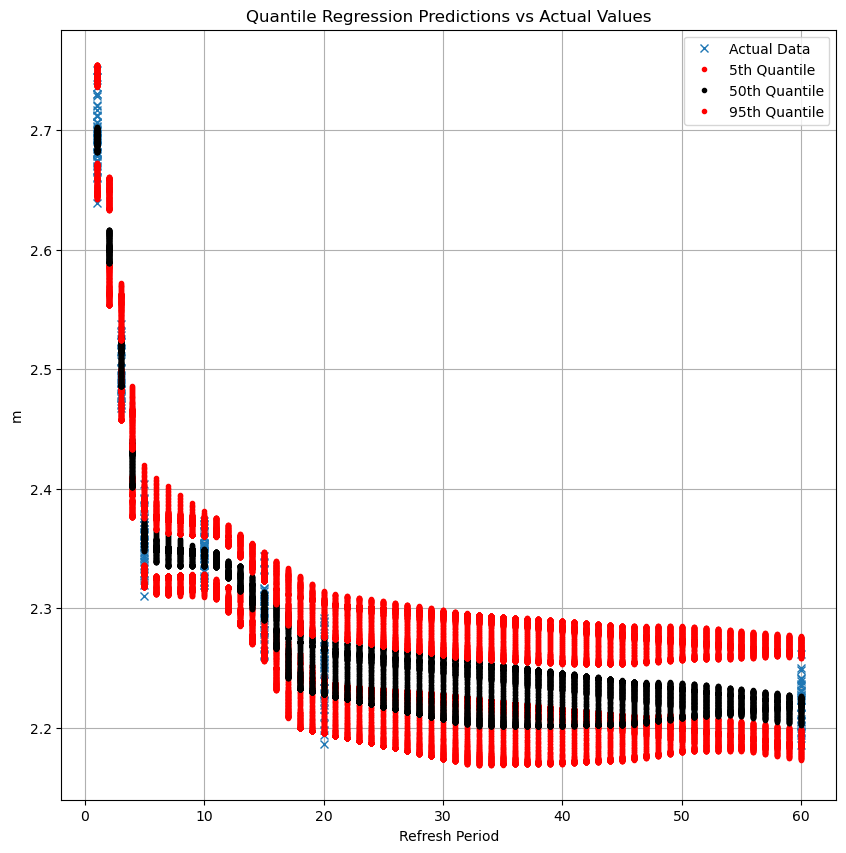 Quantile Regression Predictions vs Actual Values
Actual Data
5th Quantile
50th Quantile
95th Quantile
2.7
2.6
2.5
2.4
2.3
2.2
m
0 10 20 30 40 50 60
Refresh Period